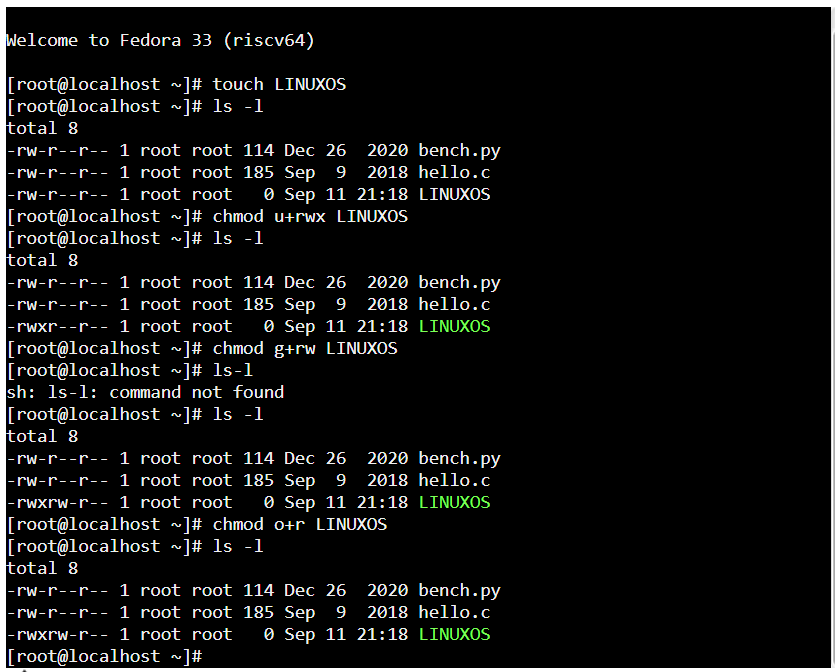 Welcome to Fedora 33 (riscv64)
[root@localhost ~]# touch LINUXOS
[root@localhost ~]# ls -l
total 8
-rw-r--r-- 1 root root 114 Dec 26  2020 bench.py
-rw-r--r-- 1 root root 185 Sep  9  2018 hello.c
-rw-r--r-- 1 root root   0 Sep 11 21:18 LINUXOS
[root@localhost ~]# chmod u+rwx LINUXOS
[root@localhost ~]# ls -l
total 8
-rw-r--r-- 1 root root 114 Dec 26  2020 bench.py
-rw-r--r-- 1 root root 185 Sep  9  2018 hello.c
-rwxr--r-- 1 root root   0 Sep 11 21:18 LINUXOS
[root@localhost ~]# chmod g+rw LINUXOS
[root@localhost ~]# ls-l
sh: ls-l: command not found
[root@localhost ~]# ls -l
total 8
-rw-r--r-- 1 root root 114 Dec 26  2020 bench.py
-rw-r--r-- 1 root root 185 Sep  9  2018 hello.c
-rwxrw-r-- 1 root root   0 Sep 11 21:18 LINUXOS
[root@localhost ~]# chmod o+r LINUXOS
[root@localhost ~]# ls -l
total 8
-rw-r--r-- 1 root root 114 Dec 26  2020 bench.py
-rw-r--r-- 1 root root 185 Sep  9  2018 hello.c
-rwxrw-r-- 1 root root   0 Sep 11 21:18 LINUXOS
[root@localhost ~]#